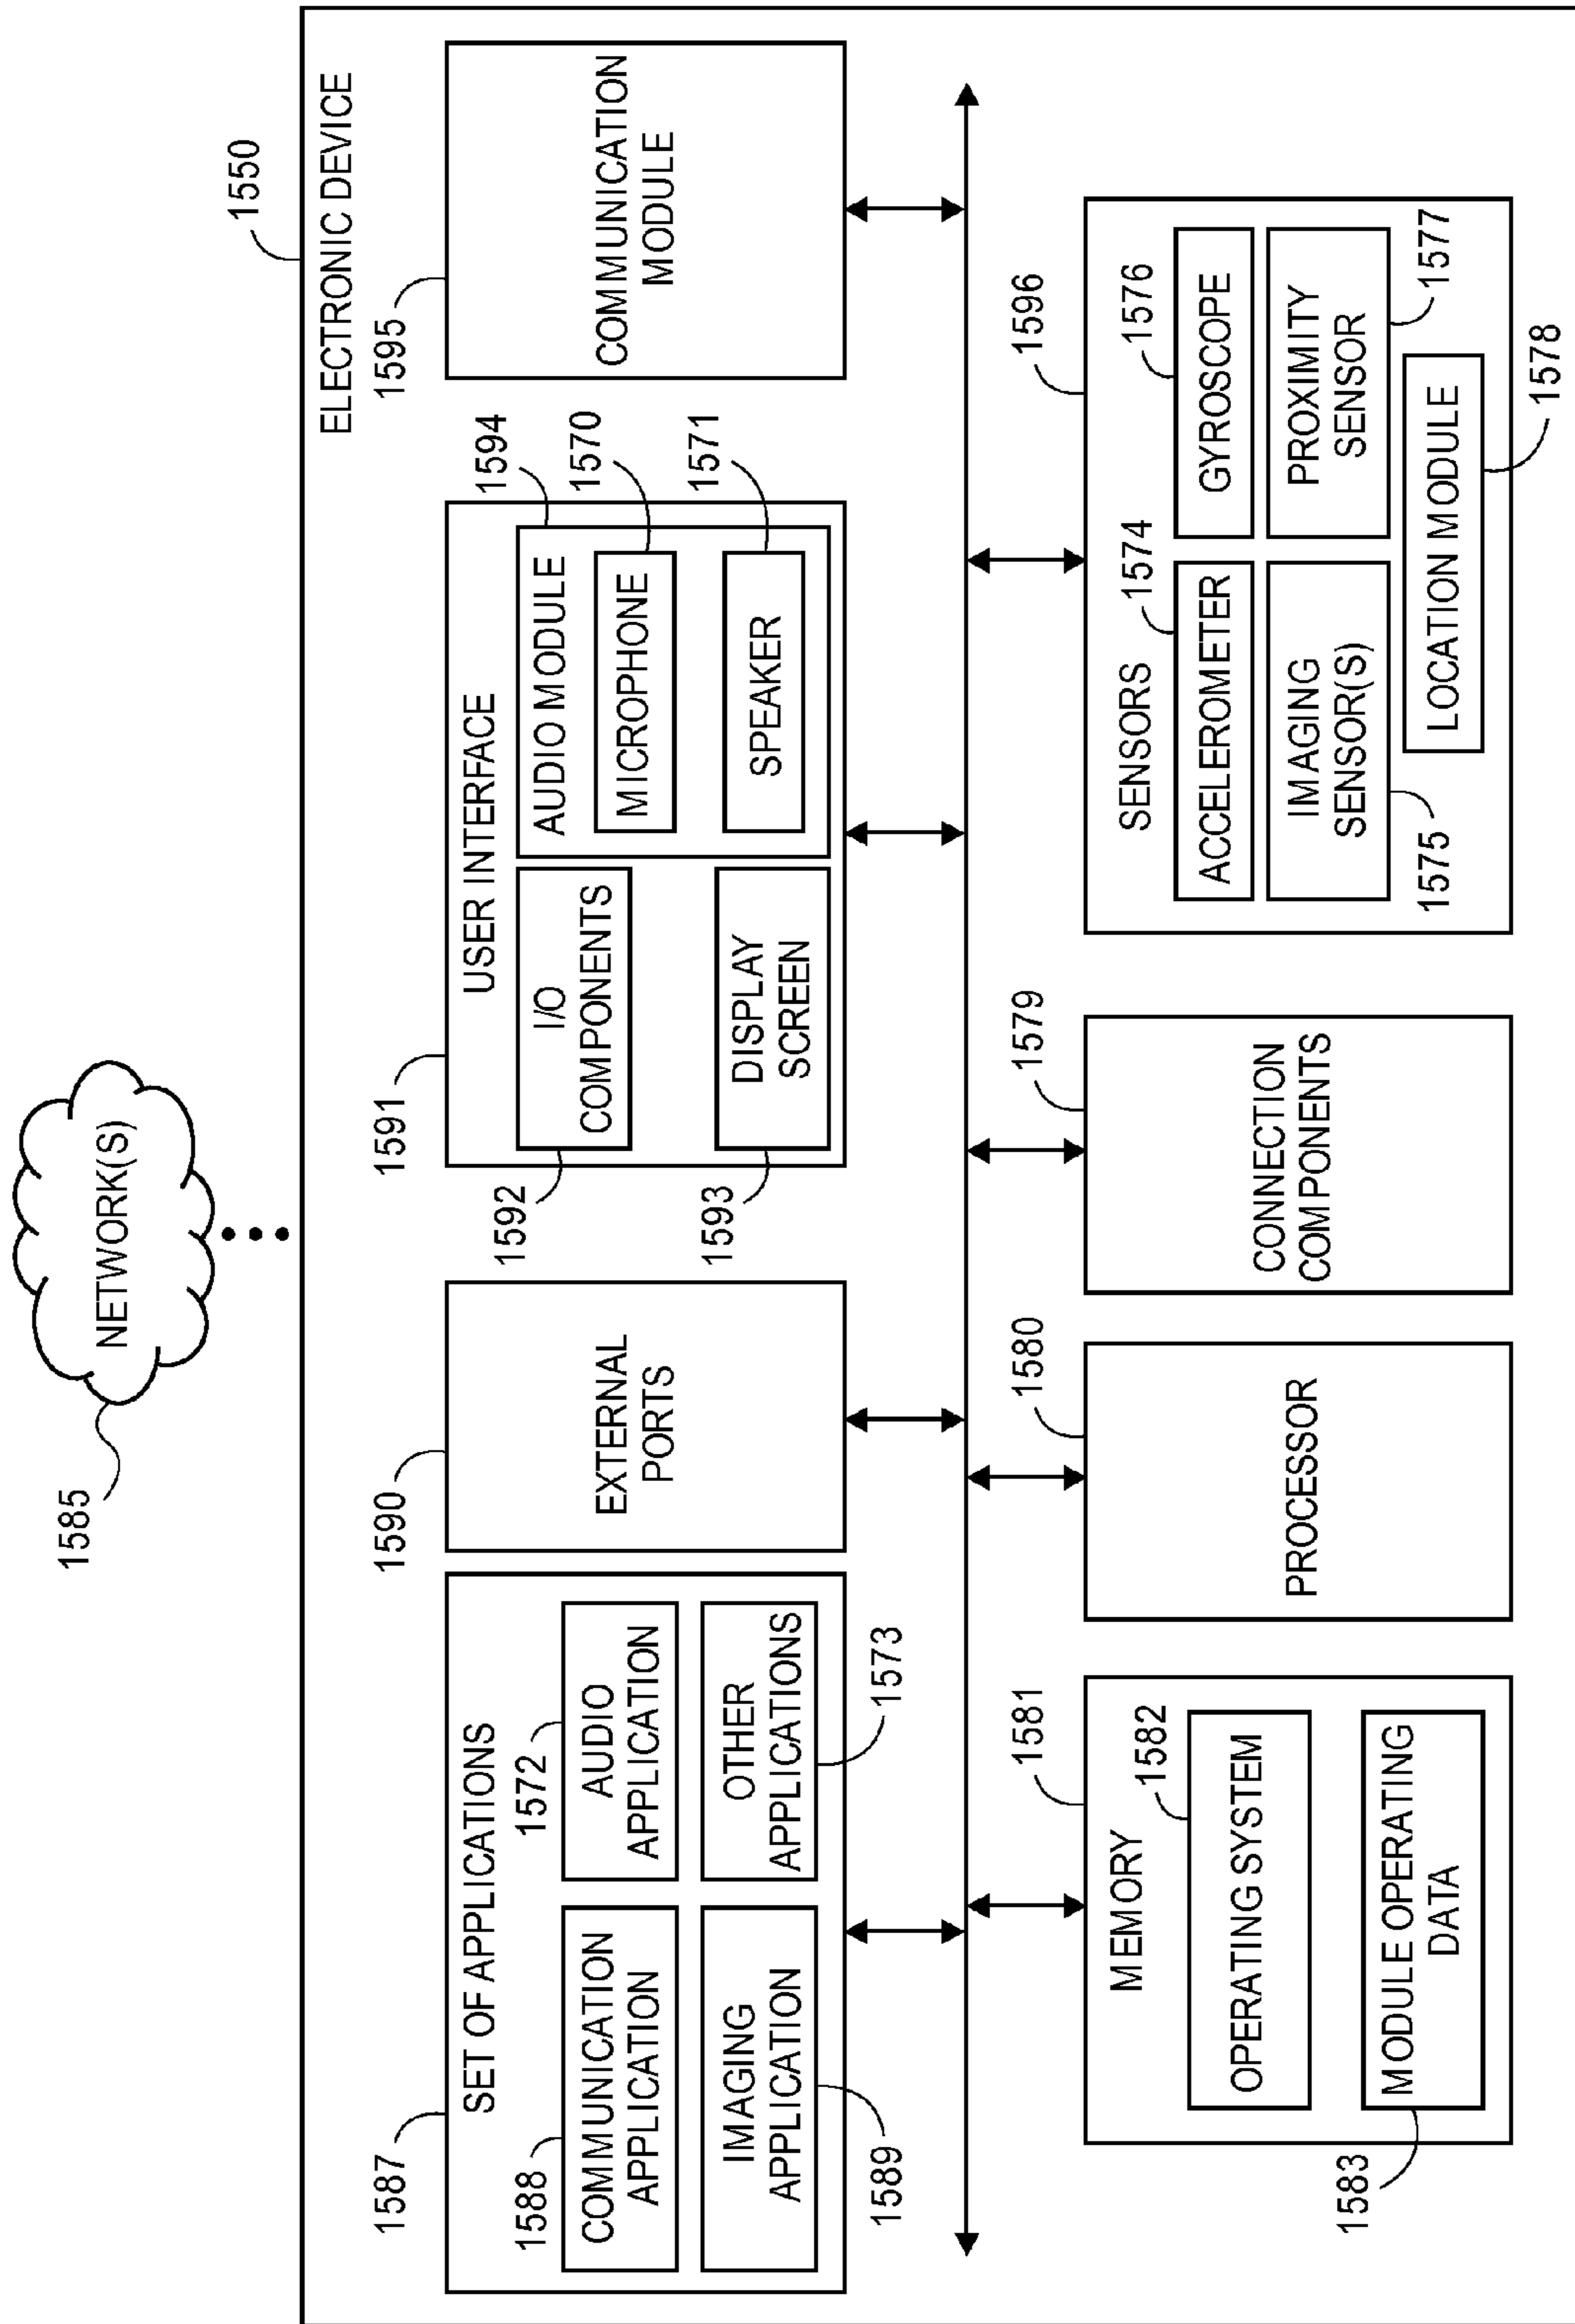 NETWORK(S)
1585
1550
ELECTRONIC DEVICE
1587
SET OF APPLICATIONS
1588
COMMUNICATION
APPLICATION
1572
AUDIO
APPLICATION
IMAGING
APPLICATION
1589
OTHER
APPLICATIONS
1573
1590
EXTERNAL
PORTS
1591
USER INTERFACE
1592
I/O
COMPONENTS
1593
DISPLAY
SCREEN
1594
AUDIO MODULE
1570
MICROPHONE
1571
SPEAKER
1595
COMMUNICATION
MODULE
1581
MEMORY
1582
OPERATING SYSTEM
MODULE OPERATING
DATA
1583
1580
PROCESSOR
1579
CONNECTION
COMPONENTS
1596
SENSORS
1574
ACCELEROMETER
1576
GYROSCOPE
IMAGING
SENSOR(S)
1575
PROXIMITY
SENSOR
1577
LOCATION MODULE
1578